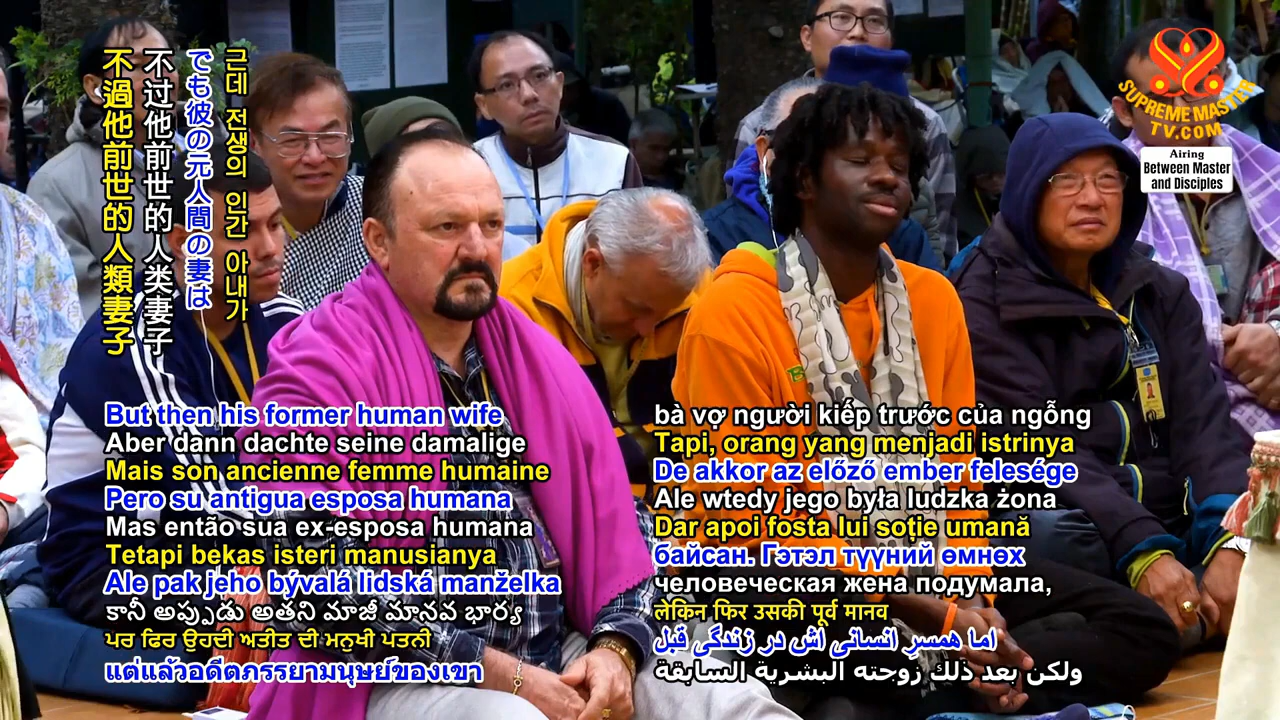 不過他前世的人類妻子
不过他前世的人类妻子
でも彼の元人間の妻は
근데 전생의 인간 아내가
SUPREME MASTER
TV.COM
Airing
Between Master
and Disciples
But then his former human wife
Aber dann dachte seine damalige
Mais son ancienne femme humaine
Pero su antigua esposa humana
Mas então sua ex-esposa humana
Tetapi bekas isteri manusianya
Ale pak jeho bývalá lidská manželka
కానీ అప్పుడు అతని మాజీ మానవ భార్య
ਪਰ ਫਿਰ ਉਹਦੀ ਅਤੀਤ ਦੀ ਮਨੁਖੀ ਪਤਨੀ
แต่แล้วอดีตภรรยามนุษย์ของเขา
bà vợ người kiếp trước của ngỗng
Tapi, orang yang menjadi istrinya
De akkor az előző ember felesége
Ale wtedy jego była ludzka żona
Dar apoi fosta lui soție umană
байсан. Гэтэл түүний өмнөх
человеческая жена подумала,
लेकिन फिर उसकी पूर्व मानव
اما همسر انسانی اش در زندگی قبل
ولكن بعد ذلك زوجته البشرية السابقة